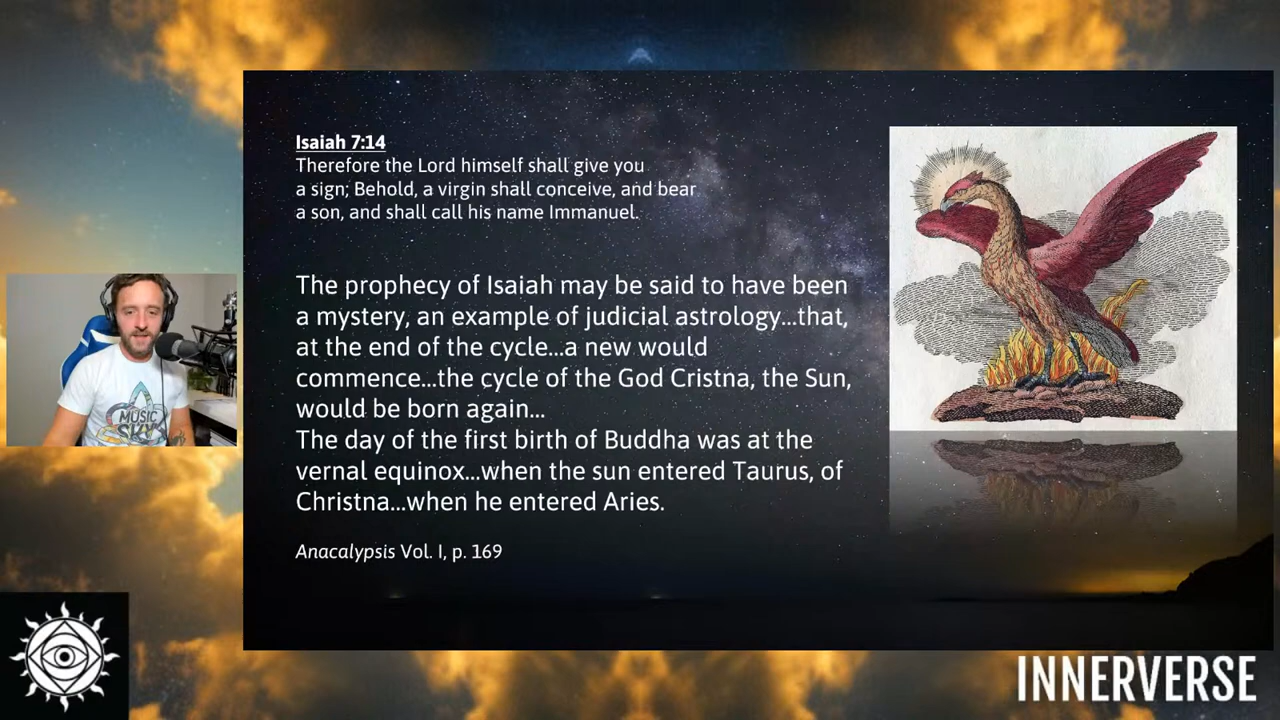 Isaiah 7:14
Therefore the Lord himself shall give you
a sign; Behold, a virgin shall conceive, and bear
a son, and shall call his name Immanuel.
The prophecy of Isaiah may be said to have been
a mystery, an example of judicial astrology...that,
at the end of the cycle...a new would
commence...the cycle of the God Cristna, the Sun,
would be born again...
The day of the first birth of Buddha was at the
vernal equinox...when the sun entered Taurus, of
Christna...when he entered Aries.
Anacalypsis Vol. I, p. 169
MUSIC
SKY
INNERVERSE